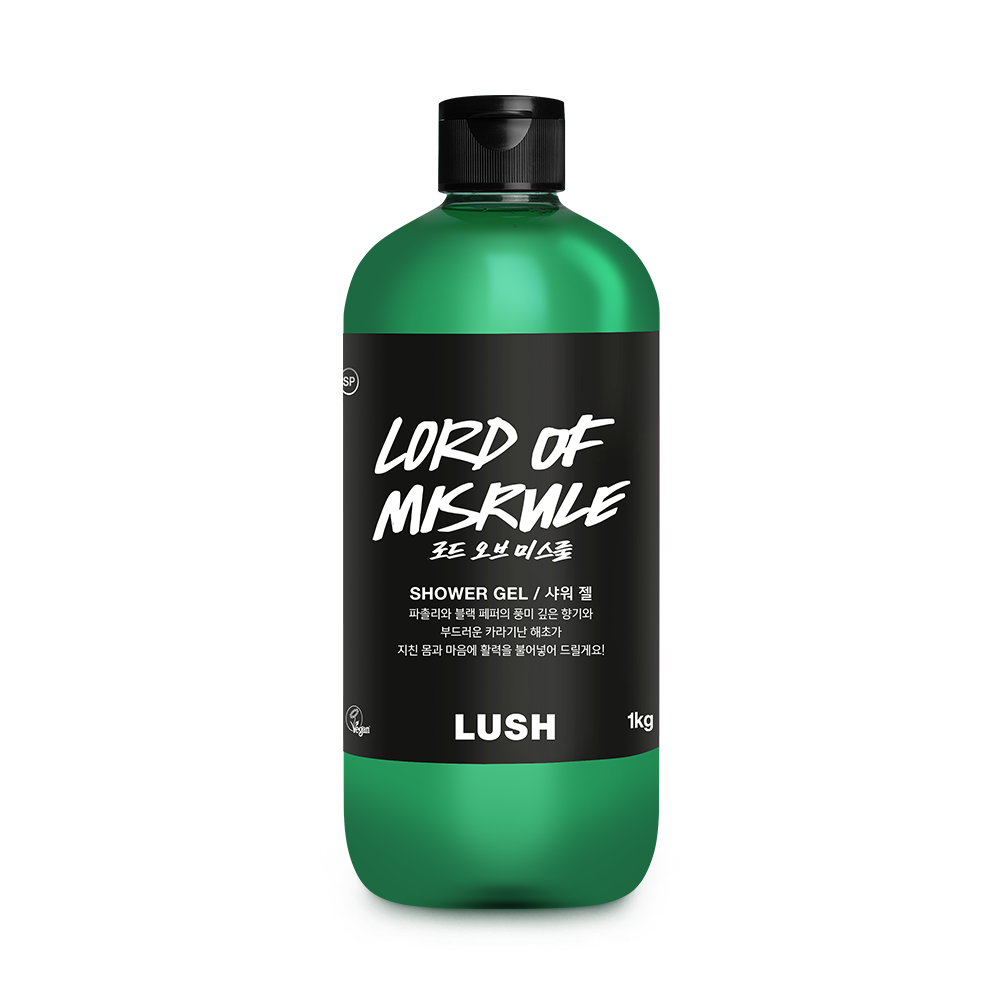 SP
LORD OF
MISRULE
로드 오브 미스룰
SHOWER GEL / 샤워 젤
파촐리와 블랙 페퍼의 풍미 깊은 향기와
부드러운 카라기난 해초가
지친 몸과 마음에 활력을 불어넣어 드릴게요!
Vegan
LUSH
1kg